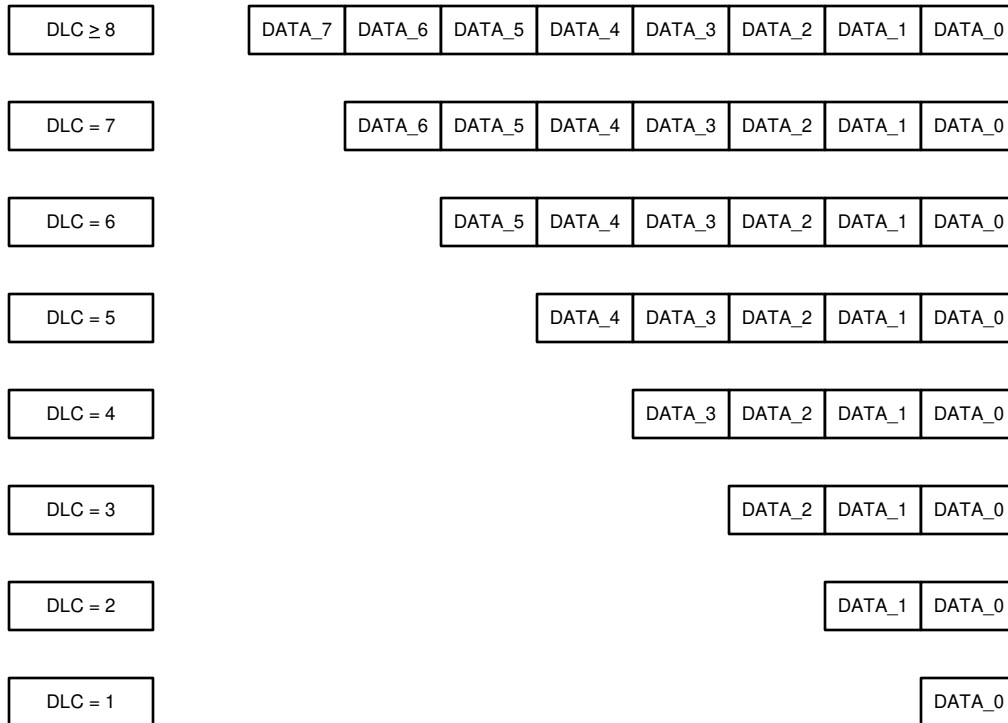 DLC ≥ 8 DATA_7 DATA_6 DATA_5 DATA_4 DATA_3 DATA_2 DATA_1 DATA_0
DLC = 7 DATA_6 DATA_5 DATA_4 DATA_3 DATA_2 DATA_1 DATA_0
DLC = 6 DATA_5 DATA_4 DATA_3 DATA_2 DATA_1 DATA_0
DLC = 5 DATA_4 DATA_3 DATA_2 DATA_1 DATA_0
DLC = 4 DATA_3 DATA_2 DATA_1 DATA_0
DLC = 3 DATA_2 DATA_1 DATA_0
DLC = 2 DATA_1 DATA_0
DLC = 1 DATA_0